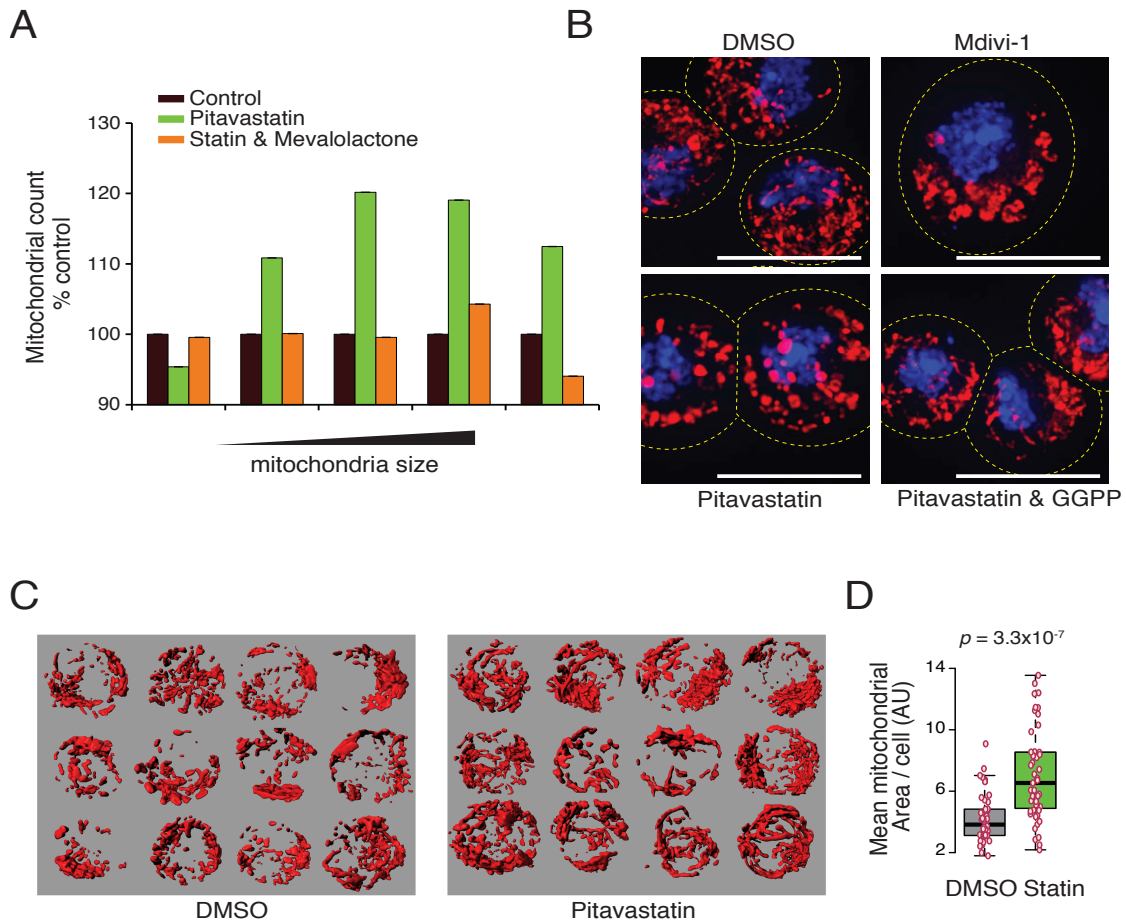 A
Control
Pitavastatin
Statin & Mevalolactone
Mitochondrial count
% control
130
120
110
100
90
mitochondria size
B
DMSO
Mdivi-1
Pitavastatin
Pitavastatin & GGPP
C
DMSO
Pitavastatin
D
p = 3.3x10-7
Mean mitochondrial
Area / cell (AU)
14
10
6
2
DMSO Statin